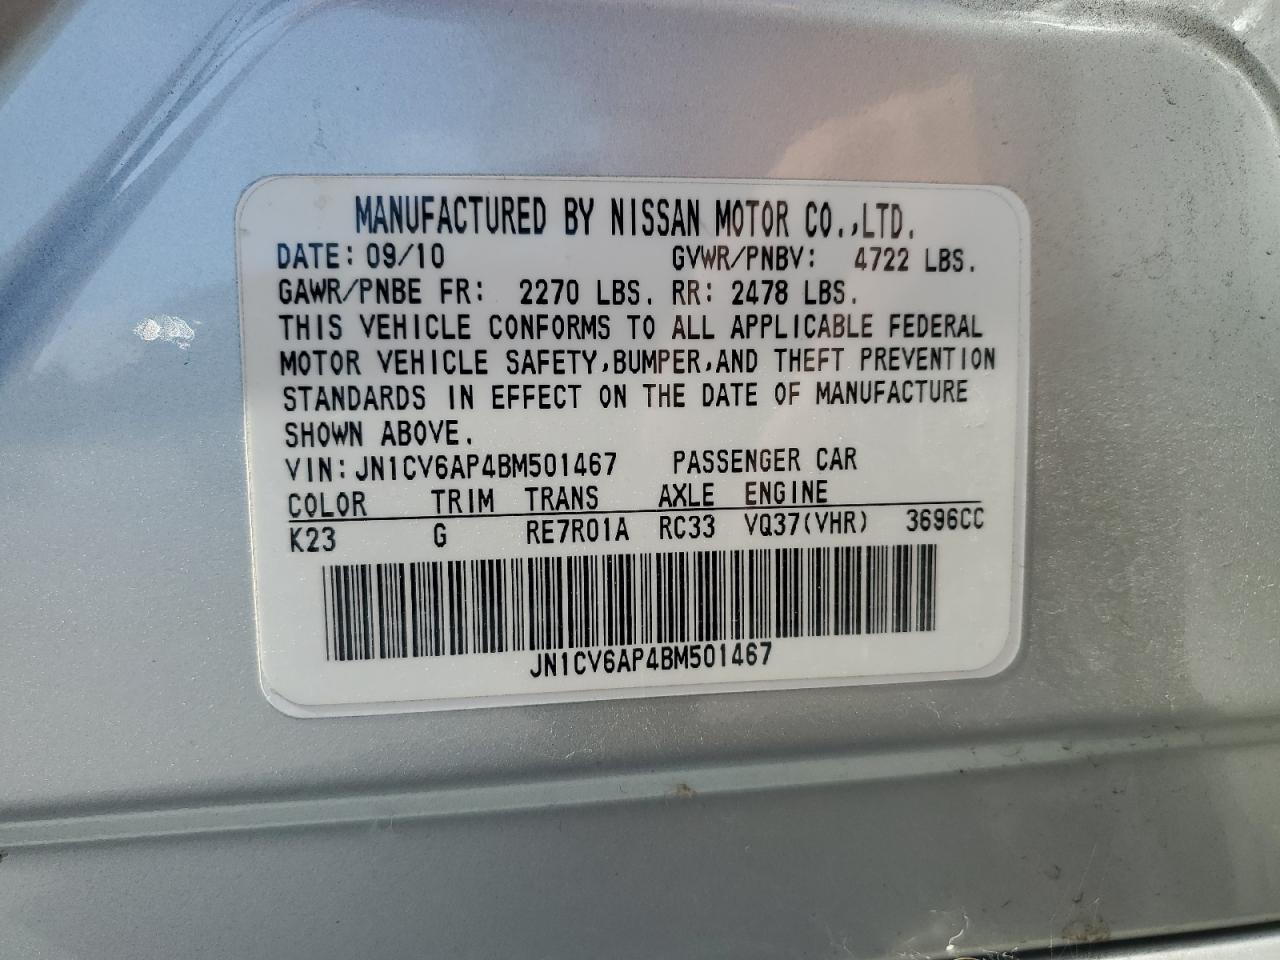 MANUFACTURED BY NISSAN MOTOR CO.,LTD.
DATE: 09/10 GVWR/PNBV: 4722 LBS.
GAWR/PNBE FR: 2270 LBS. RR: 2478 LBS.
THIS VEHICLE CONFORMS TO ALL APPLICABLE FEDERAL
MOTOR VEHICLE SAFETY,BUMPER,AND THEFT PREVENTION
STANDARDS IN EFFECT ON THE DATE OF MANUFACTURE
SHOWN ABOVE.
VIN:JN1CV6AP4BM501467 PASSENGER CAR
COLOR TRIM TRANS AXLE ENGINE
K23 G RE7R01A RC33 VQ37(VHR) 3696CC
JN1CV6AP4BM501467